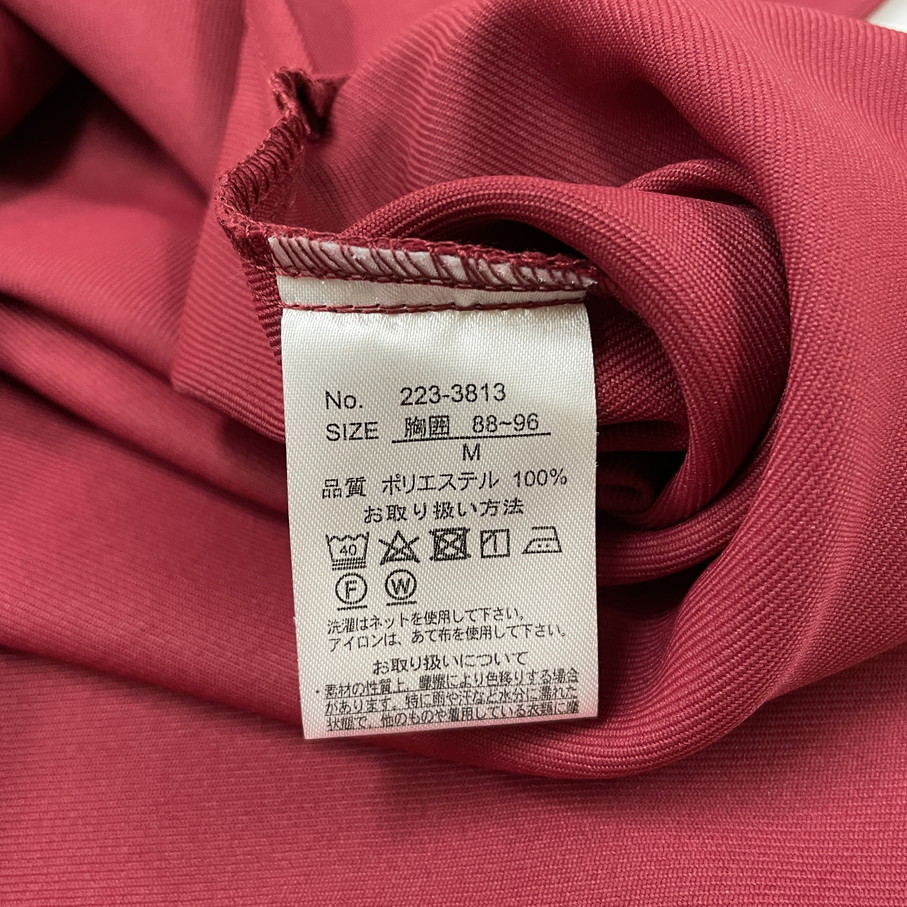 No. 223-3813
SIZE 胸囲 88~96
M
品質 ポリエステル 100%
お取り扱い方法
40
F W
洗濯はネットを使用して下さい。
アイロンは、あて布を使用して下さい。
お取り扱いについて
・素材の性質上、摩擦により色移りする場合
があります。特に雨や汗など水分に濡れた
状態で、他のものや着用している衣類に摩